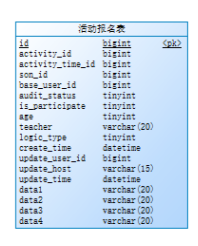 活动报名表
id bigint <pk>
activity_id bigint
activity_time_id bigint
son_id bigint
base_user_id bigint
audit_status tinyint
is_participate tinyint
age tinyint
teacher varchar(20)
logic_type tinyint
create_time datetime
update_user_id bigint
update_host varchar(15)
update_time datetime
data1 varchar(20)
data2 varchar(20)
data3 varchar(20)
data4 varchar(20)